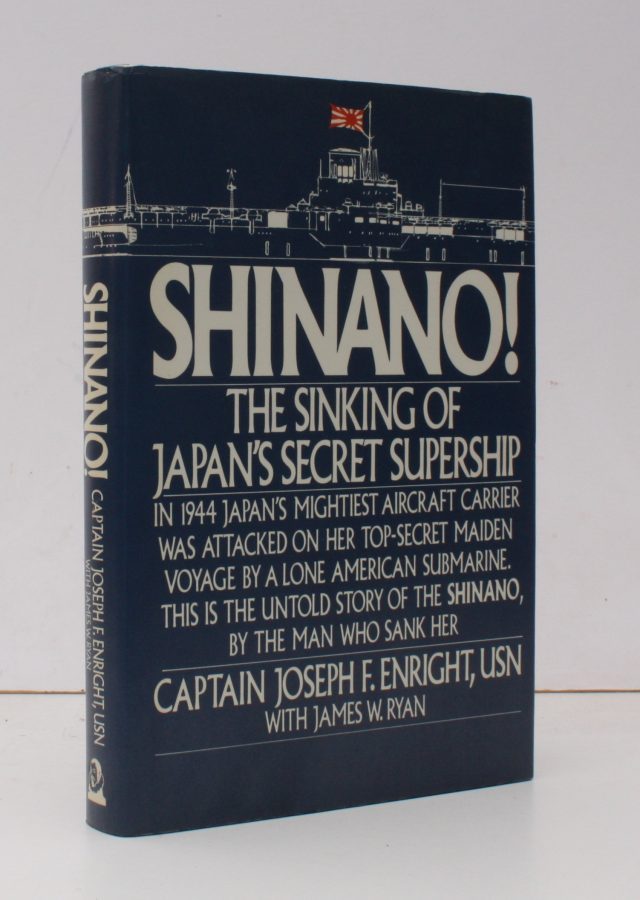 SHINANO!
THE SINKING OF
JAPAN'S SECRET SUPERSHIP
IN 1944 JAPAN'S MIGHTIEST AIRCRAFT CARRIER
WAS ATTACKED ON HER TOP-SECRET MAIDEN
VOYAGE BY A LONE AMERICAN SUBMARINE.
THIS IS THE UNTOLD STORY OF THE SHINANO,
BY THE MAN WHO SANK HER
CAPTAIN JOSEPH F. ENRIGHT, USN
WITH JAMES W. RYAN
SHINANO!
CAPTAIN JOSEPH F. ENRIGHT, USN
WITH JAMES W. RYAN